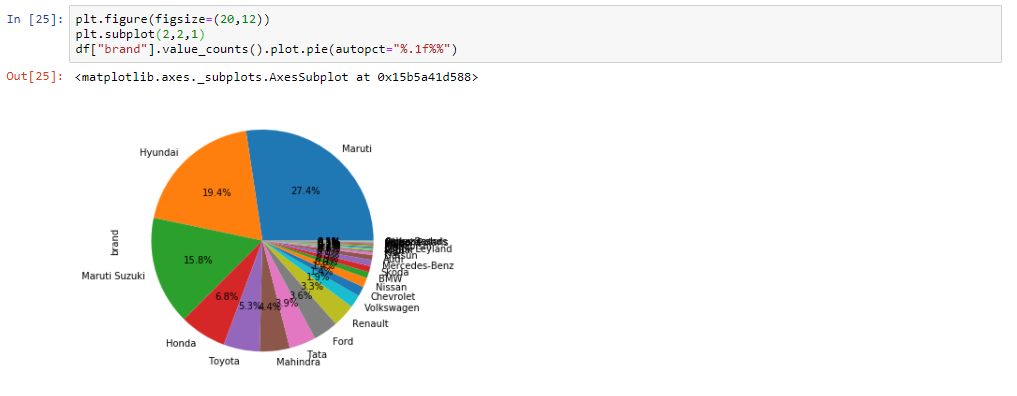 In [25]:
plt.figure(figsize=(20,12))
plt.subplot(2,2,1)
df["brand"].value_counts().plot.pie(autopct="%.1f%%")
Out[25]: <matplotlib.axes._subplots.AxesSubplot at 0x15b5a41d588>
Maruti
27.4%
Hyundai
19.4%
brand
Maruti Suzuki
15.8%
Honda
6.8%
Toyota
5.3%
Mahindra
4.4%
Tata
3.9%
Ford
3.6%
Renault
3.3%
Volkswagen
1.9%
Chevrolet
Nissan
BMW
Skoda
Mercedes-Benz
Audi
Datsun